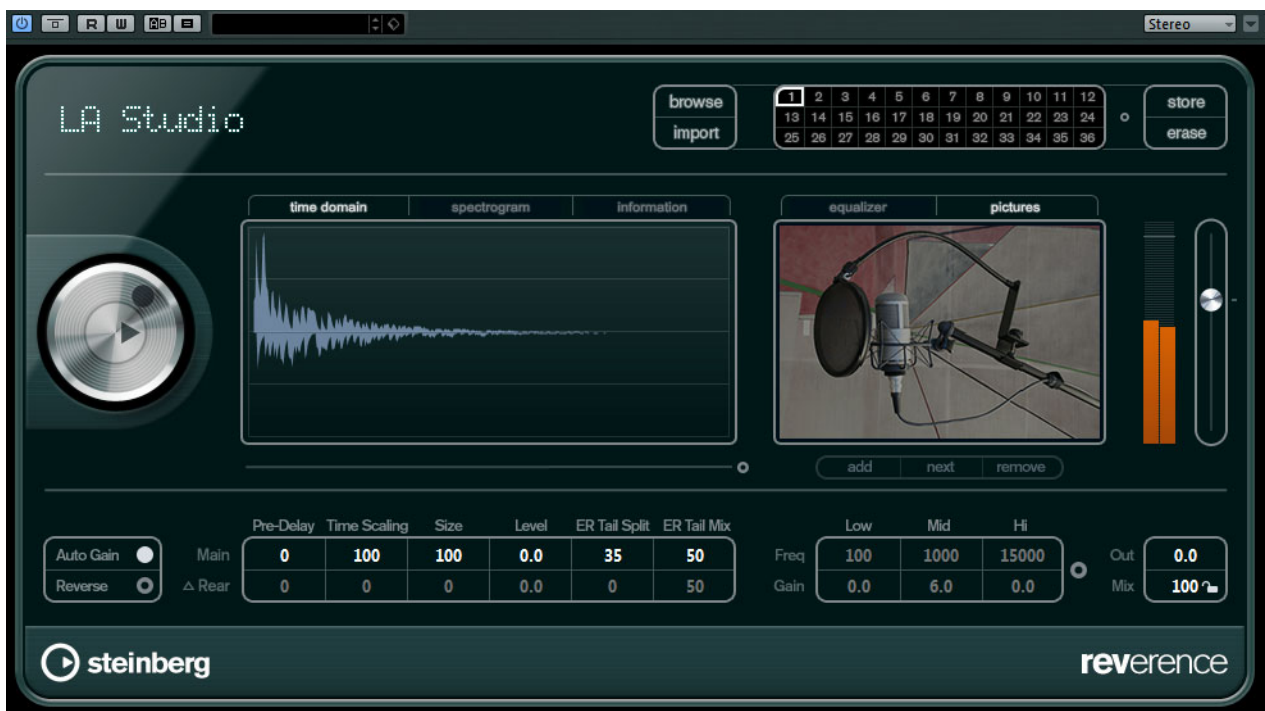 R W AB
Stereo
LA Studio
browse
import
1 2 3 4 5 6 7 8 9 10 11 12
13 14 15 16 17 18 19 20 21 22 23 24
25 26 27 28 29 30 31 32 33 34 35 36
store
erase
time domain spectrogram information
equalizer pictures
add next remove
Pre-Delay Time Scaling Size Level ER Tail Split ER Tail Mix
Low Mid Hi
Auto Gain Main 0 100 100 0.0 35 50
Freq 100 1000 15000 Out 0.0
Reverse △ Rear 0 0 0 0.0 0 50
Gain 0.0 6.0 0.0 Mix 100
steinberg
reverence